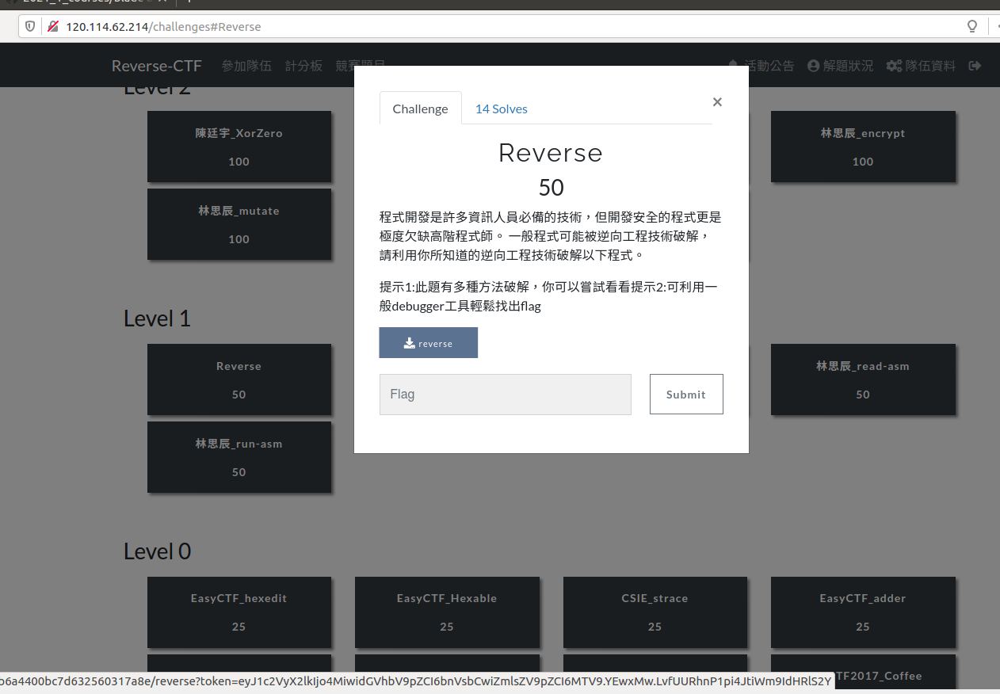 120.114.62.214/challenges#Reverse
Reverse-CTF 參加隊伍 計分板 競賽題目 活動公告 解題狀況 隊伍資料
Level 2
Challenge 14 Solves ×
陳廷宇_XorZero
100
林思辰_encrypt
100
林思辰_mutate
100
Reverse
50
程式開發是許多資訊人員必備的技術，但開發安全的程式更是
極度欠缺高階程式師。 一般程式可能被逆向工程技術破解，
請利用你所知道的逆向工程技術破解以下程式。
提示1:此題有多種方法破解，你可以嘗試看看提示2:可利用一
般debugger工具輕鬆找出flag
reverse
Flag
Submit
Level 1
Reverse
50
林思辰_read-asm
50
林思辰_run-asm
50
Level 0
EasyCTF_hexedit
25
EasyCTF_Hexable
25
CSIE_strace
25
EasyCTF_adder
25
b6a4400bc7d632560317a8e/reverse?token=eyJ1c2VyX2lkIjo4MiwidGVhbV9pZCI6bnVsbCwiZmlsZV9pZCI6MTV9.YEwxMw.LvfUURhnP1pi4JtiWm9IdHRlS2Y
TF2017_Coffee